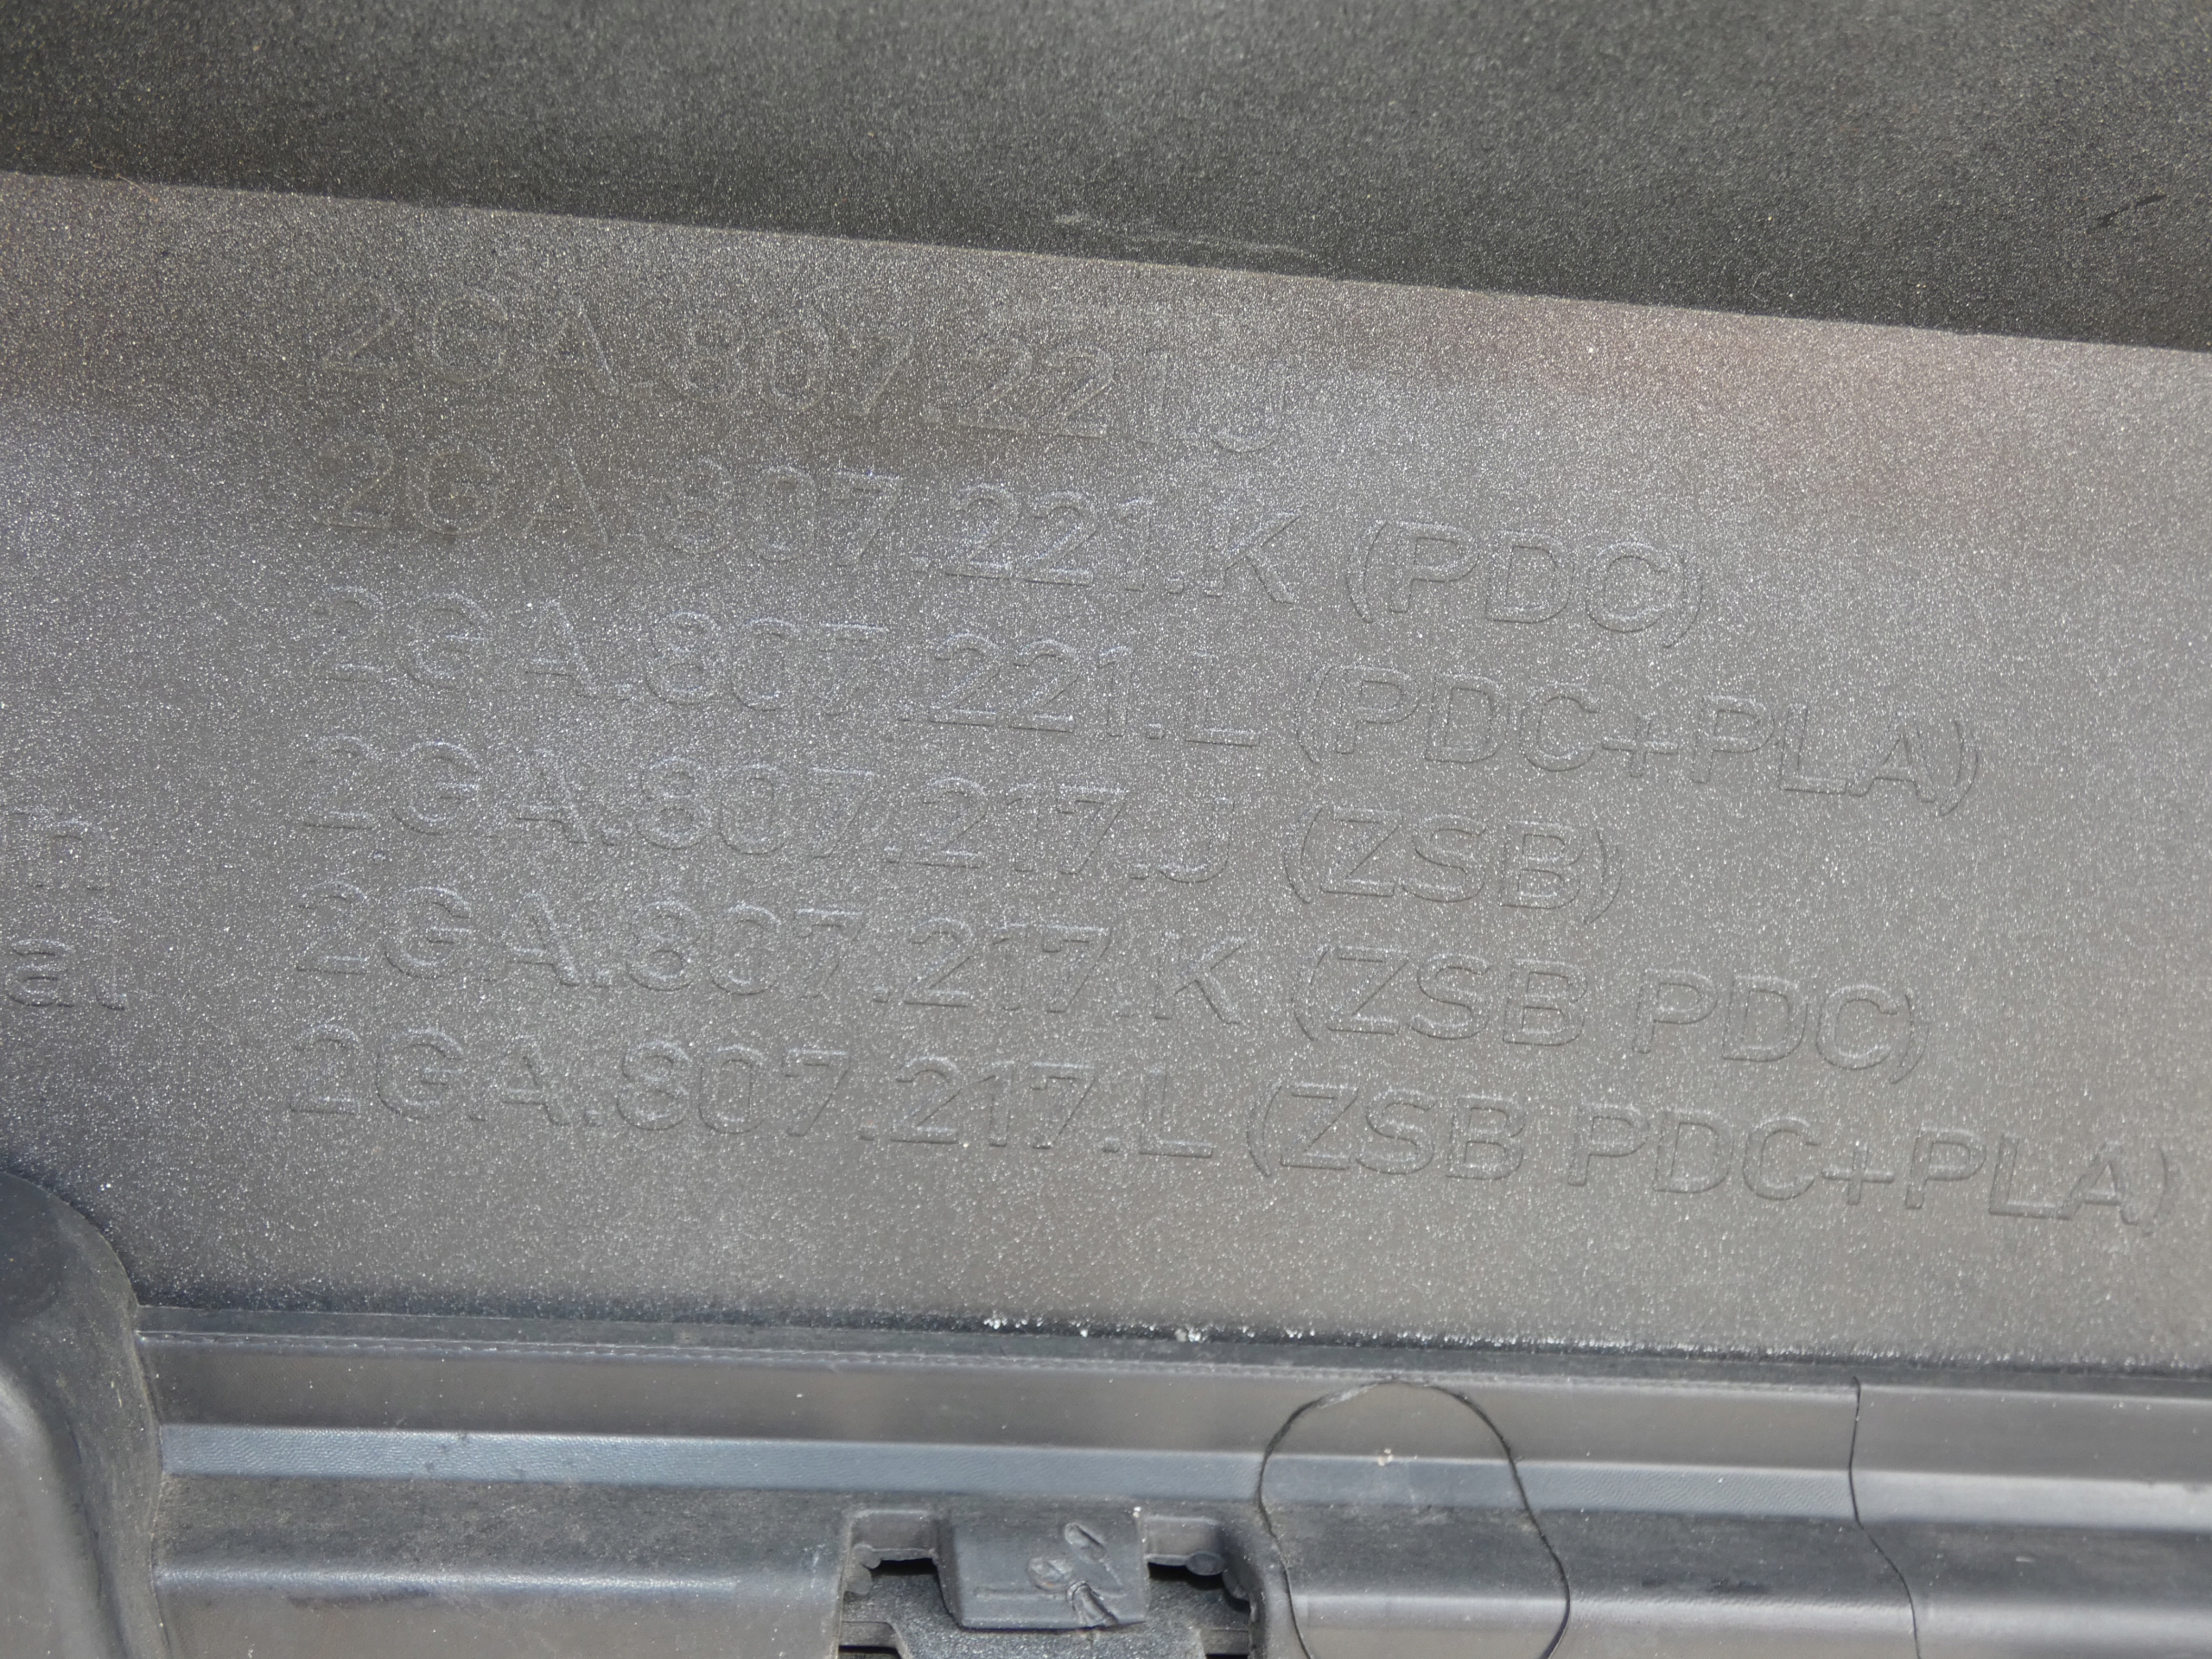 2GA.807.221.J
2GA.807.221.K (PDC)
2GA.807.221.L (PDC+PLA)
2GA.807.217.J (ZSB)
2GA.807.217.K (ZSB PDC)
2GA.807.217.L (ZSB PDC+PLA)